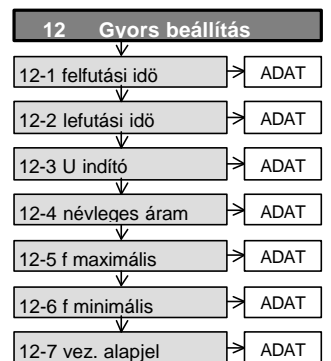 12 Gyors beállítás
12-1 felfutási idö ADAT
12-2 lefutási idö ADAT
12-3 U indító ADAT
12-4 névleges áram ADAT
12-5 f maximális ADAT
12-6 f minimális ADAT
12-7 vez. alapjel ADAT